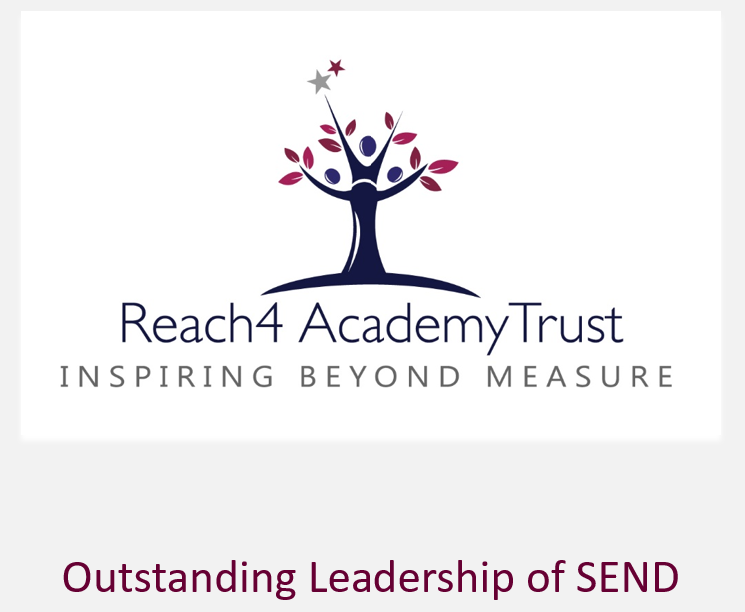 Reach4 AcademyTrust
INSPIRING BEYOND MEASURE
Outstanding Leadership of SEND